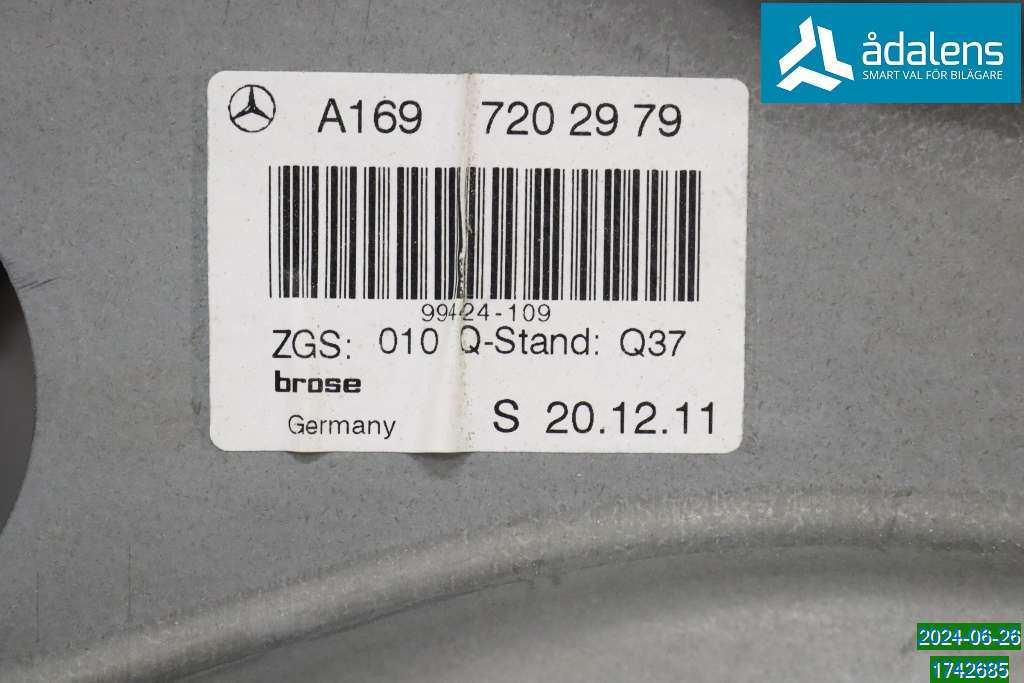 ådalens
SMART VAL FÖR BILÄGARE
A169 720 29 79
99424-109
ZGS: 010 Q-Stand: Q37
brose
Germany S 20.12.11
2024-06-26
1742685